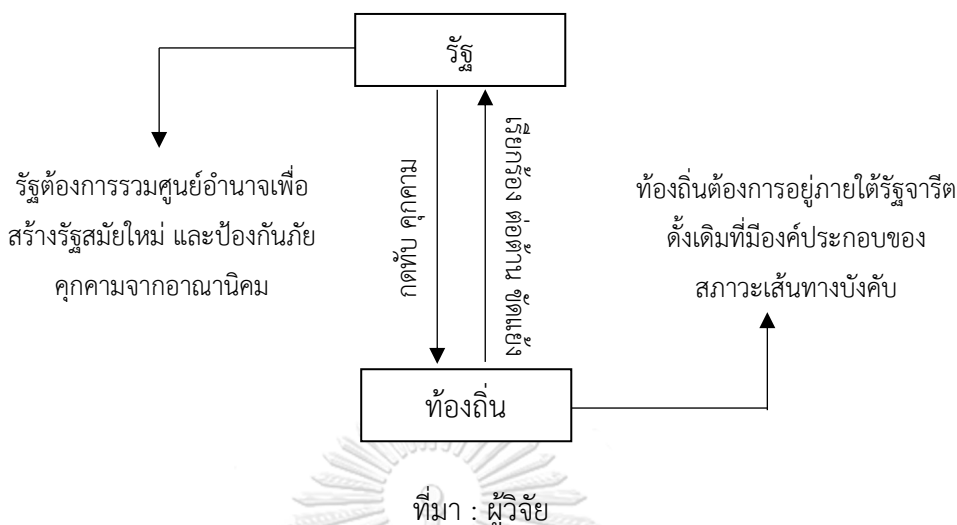 รัฐ
รัฐต้องการรวมศูนย์อำนาจเพื่อ
สร้างรัฐสมัยใหม่ และป้องกันภัย
คุกคามจากอาณานิคม
กดทับ คุกคาม
เรียกร้อง ต่อต้าน ขัดแย้ง
ท้องถิ่นต้องการอยู่ภายใต้รัฐจารีต
ดั้งเดิมที่มีองค์ประกอบของ
สภาวะเส้นทางบังคับ
ท้องถิ่น
ที่มา : ผู้วิจัย